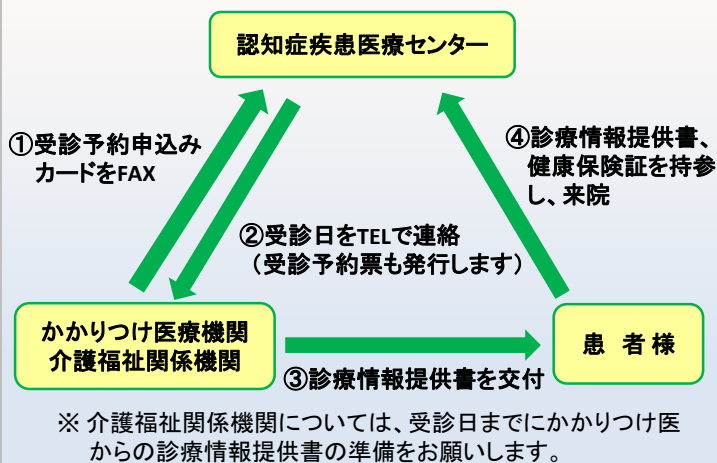 認知症疾患医療センター
①受診予約申込み
カードをFAX
④診療情報提供書、
健康保険証を持参
し、来院
②受診日をTELで連絡
（受診予約票も発行します）
かかりつけ医療機関
介護福祉関係機関
患 者様
③診療情報提供書を交付
※ 介護福祉関係機関については、受診日までにかかりつけ医
からの診療情報提供書の準備をお願いします。